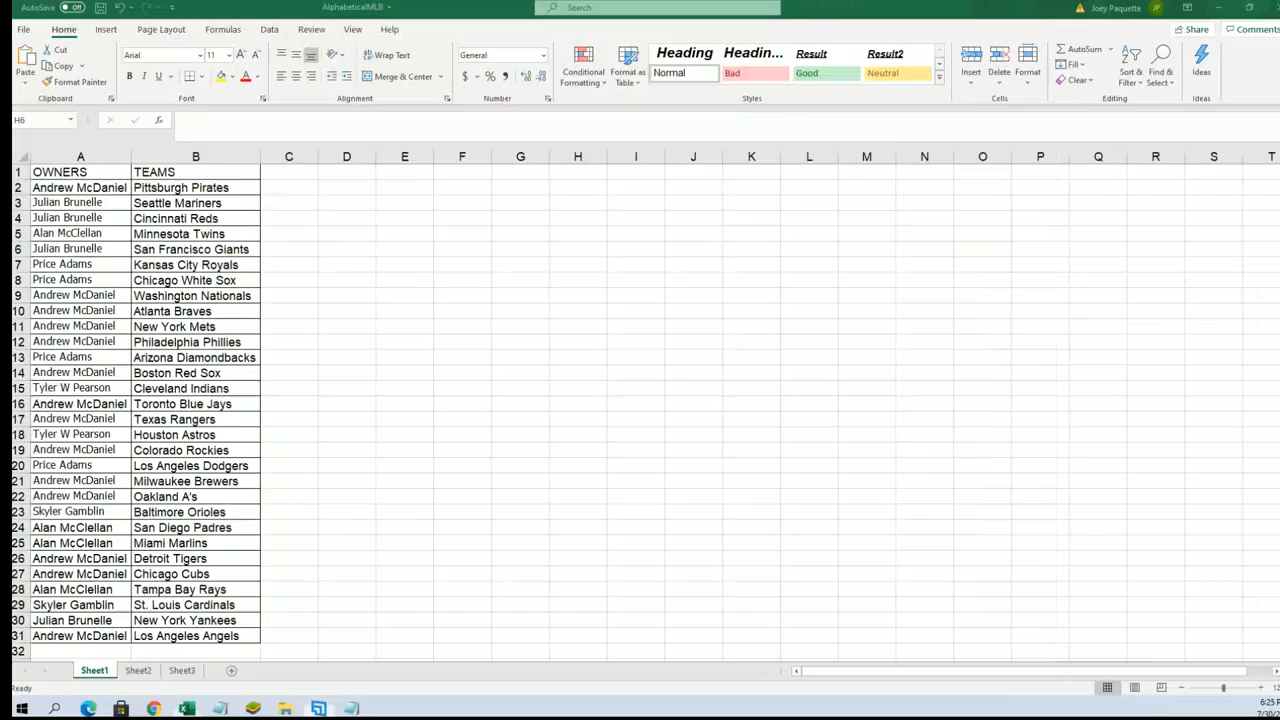 AutoSave Off AlphabeticalMLB Search Joey Paquette JP
File Home Insert Page Layout Formulas Data Review View Help Share Comments
Paste Cut Copy Format Painter Clipboard
Arial 11 A A B I U A Font
Wrap Text Merge & Center Alignment
General $ % , Number
Conditional Formatting Format as Table
Heading Headin... Result Result2
Normal Bad Good Neutral
Styles
Insert Delete Format Cells
AutoSum Fill Clear Sort & Filter Find & Select Editing
Ideas Ideas
H6 fx
A B C D E F G H I J K L M N O P Q R S T
1 OWNERS TEAMS
2 Andrew McDaniel Pittsburgh Pirates
3 Julian Brunelle Seattle Mariners
4 Julian Brunelle Cincinnati Reds
5 Alan McClellan Minnesota Twins
6 Julian Brunelle San Francisco Giants
7 Price Adams Kansas City Royals
8 Price Adams Chicago White Sox
9 Andrew McDaniel Washington Nationals
10 Andrew McDaniel Atlanta Braves
11 Andrew McDaniel New York Mets
12 Andrew McDaniel Philadelphia Phillies
13 Price Adams Arizona Diamondbacks
14 Andrew McDaniel Boston Red Sox
15 Tyler W Pearson Cleveland Indians
16 Andrew McDaniel Toronto Blue Jays
17 Andrew McDaniel Texas Rangers
18 Tyler W Pearson Houston Astros
19 Andrew McDaniel Colorado Rockies
20 Price Adams Los Angeles Dodgers
21 Andrew McDaniel Milwaukee Brewers
22 Andrew McDaniel Oakland A's
23 Skyler Gamblin Baltimore Orioles
24 Alan McClellan San Diego Padres
25 Alan McClellan Miami Marlins
26 Andrew McDaniel Detroit Tigers
27 Andrew McDaniel Chicago Cubs
28 Alan McClellan Tampa Bay Rays
29 Skyler Gamblin St. Louis Cardinals
30 Julian Brunelle New York Yankees
31 Andrew McDaniel Los Angeles Angels
32
Sheet1 Sheet2 Sheet3
Ready
6:25 P
7/30/2